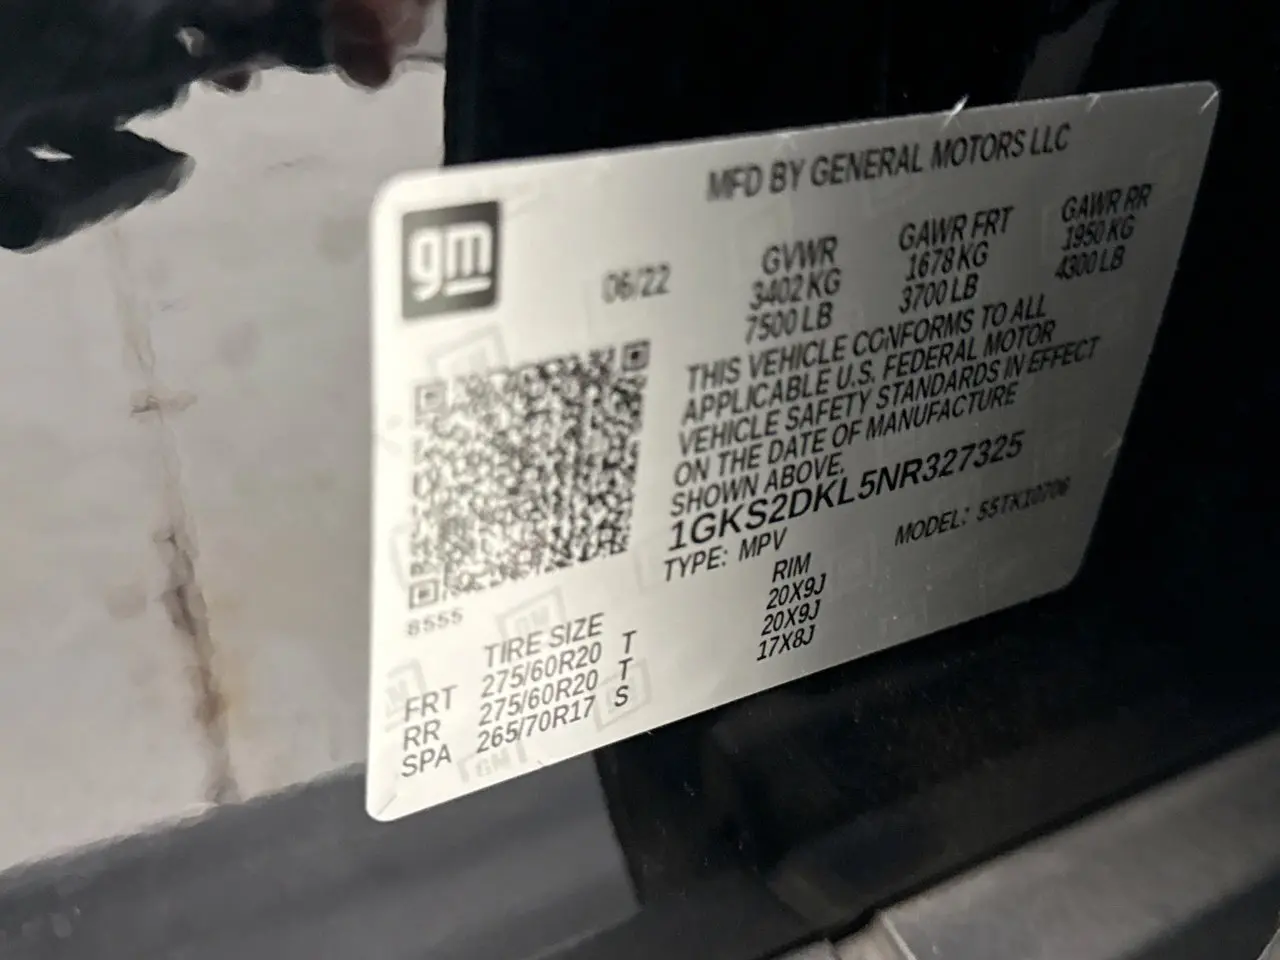 MFD BY GENERAL MOTORS LLC
gm
06/22
GVWR
3402 KG
7500 LB
GAWR FRT
1678 KG
3700 LB
GAWR RR
1950 KG
4300 LB
THIS VEHICLE CONFORMS TO ALL
APPLICABLE U.S. FEDERAL MOTOR
VEHICLE SAFETY STANDARDS IN EFFECT
ON THE DATE OF MANUFACTURE
SHOWN ABOVE.
1GKS2DKL5NR327325
TYPE: MPV
MODEL: 55TK10706
8555
TIRE SIZE RIM
FRT 275/60R20 T 20X9J
RR 275/60R20 T 20X9J
SPA 265/70R17 S 17X8J
GM